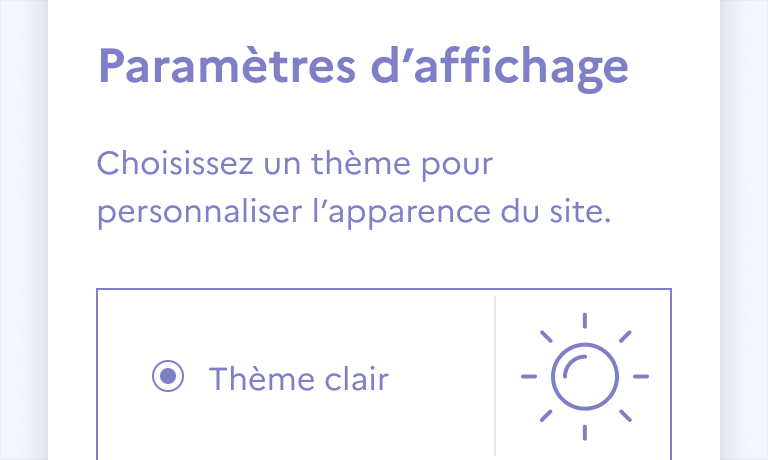 Paramètres d’affichage
Choisissez un thème pour
personnaliser l’apparence du site.
Thème clair